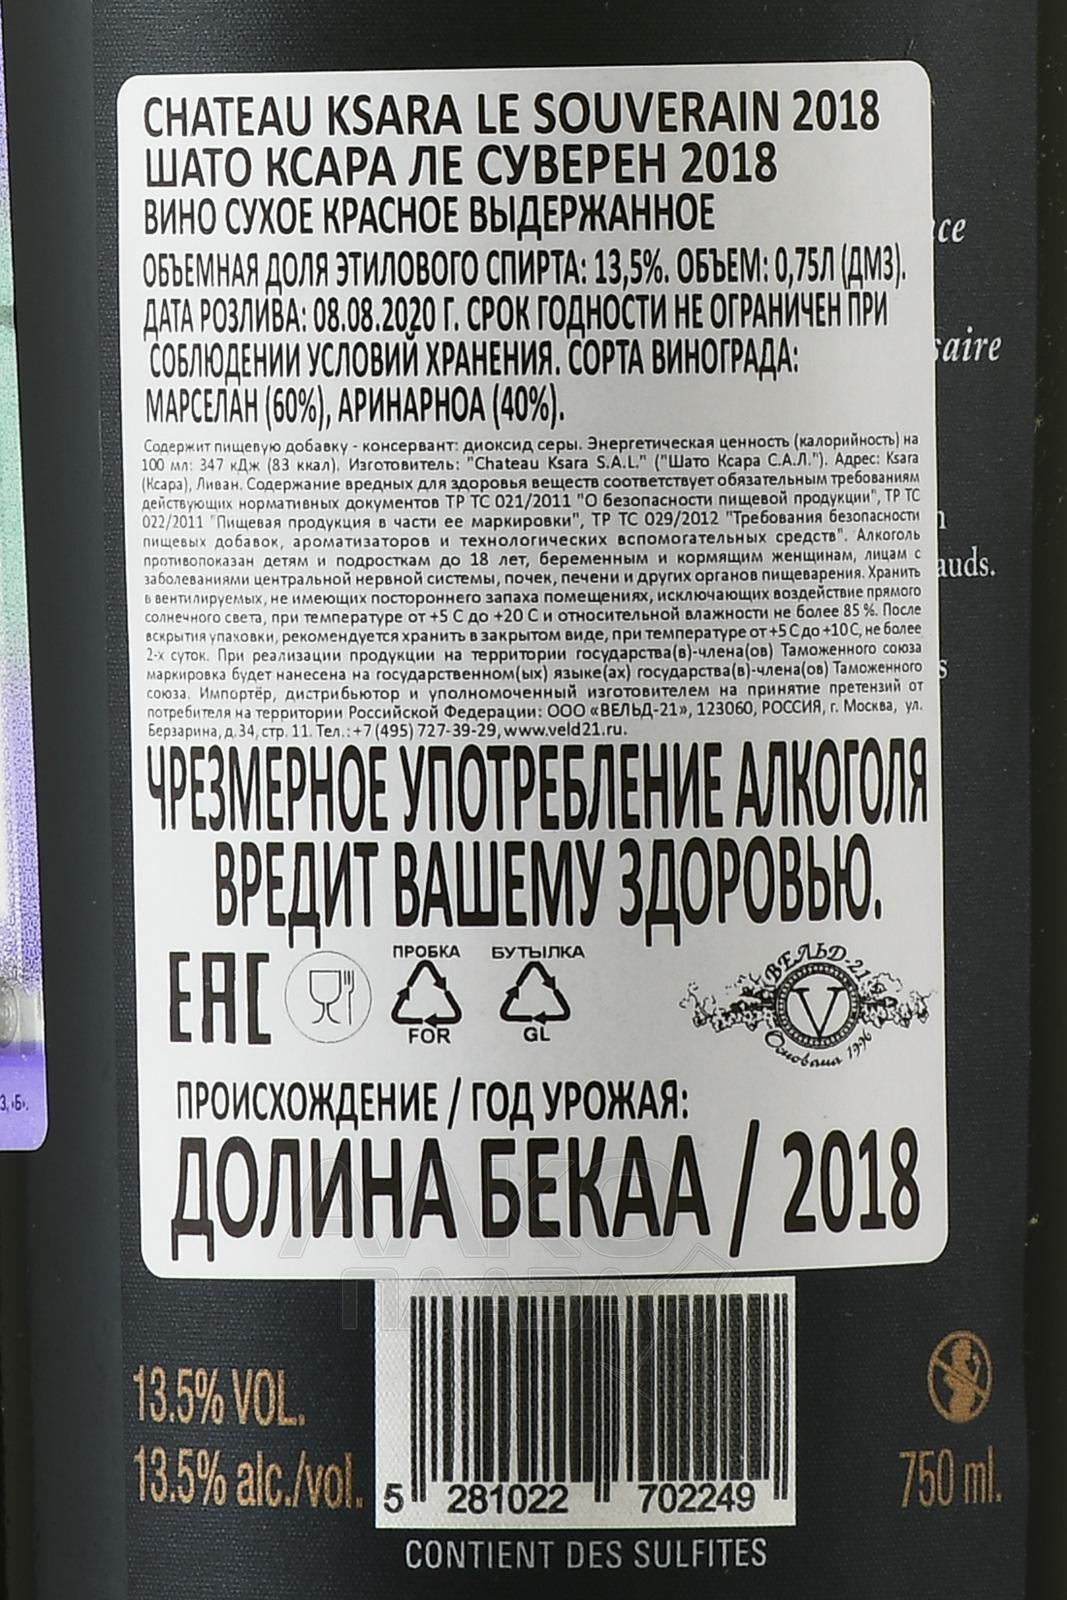 CHATEAU KSARA LE SOUVERAIN 2018
ШАТО КСАРА ЛЕ СУВЕРЕН 2018
ВИНО СУХОЕ КРАСНОЕ ВЫДЕРЖАННОЕ
ОБЪЕМНАЯ ДОЛЯ ЭТИЛОВОГО СПИРТА: 13,5%. ОБЪЕМ: 0,75Л (ДМЗ).
ДАТА РОЗЛИВА: 08.08.2020 Г. СРОК ГОДНОСТИ НЕ ОГРАНИЧЕН ПРИ
СОБЛЮДЕНИИ УСЛОВИЙ ХРАНЕНИЯ. СОРТА ВИНОГРАДА:
МАРСЕЛАН (60%), АРИНАРНОА (40%).
Содержит пищевую добавку - консервант: диоксид серы. Энергетическая ценность (калорийность) на
100 мл: 347 кДж (83 ккал). Изготовитель: "Chateau Ksara S.A.L." ("Шато Ксара С.А.Л."). Адрес: Ksara
(Ксара), Ливан. Содержание вредных для здоровья веществ соответствует обязательным требованиям
действующих нормативных документов ТР ТС 021/2011 "О безопасности пищевой продукции", ТР ТС
022/2011 "Пищевая продукция в части ее маркировки", ТР ТС 029/2012 "Требования безопасности
пищевых добавок, ароматизаторов и технологических вспомогательных средств". Алкоголь
противопоказан детям и подросткам до 18 лет, беременным и кормящим женщинам, лицам с
заболеваниями центральной нервной системы, почек, печени и других органов пищеварения. Хранить
в вентилируемых, не имеющих постороннего запаха помещениях, исключающих воздействие прямого
солнечного света, при температуре от +5 С до +20 С и относительной влажности не более 85 %. После
вскрытия упаковки, рекомендуется хранить в закрытом виде, при температуре от +5 С до +10 С, не более
2-х суток. При реализации продукции на территории государства(в)-члена(ов) Таможенного союза
маркировка будет нанесена на государственном(ых) языке(ах) государства(в)-члена(ов) Таможенного
союза. Импортёр, дистрибьютор и уполномоченный изготовителем на принятие претензий от
потребителя на территории Российской Федерации: ООО «ВЕЛЬД-21», 123060, РОССИЯ, г. Москва, ул.
Берзарина, д.34, стр. 11. Тел.: +7 (495) 727-39-29, www.veld21.ru.
ЧРЕЗМЕРНОЕ УПОТРЕБЛЕНИЕ АЛКОГОЛЯ
ВРЕДИТ ВАШЕМУ ЗДОРОВЬЮ.
ПРОБКА БУТЫЛКА
EAC
FOR GL
ВЕЛЬД-21
V
Основана 1996
ПРОИСХОЖДЕНИЕ / ГОД УРОЖАЯ:
ДОЛИНА БЕКАА / 2018
АЛКО
ПЛАЗА
13.5% VOL.
13.5% alc./vol.
5 281022 702249
750 ml.
CONTIENT DES SULFITES